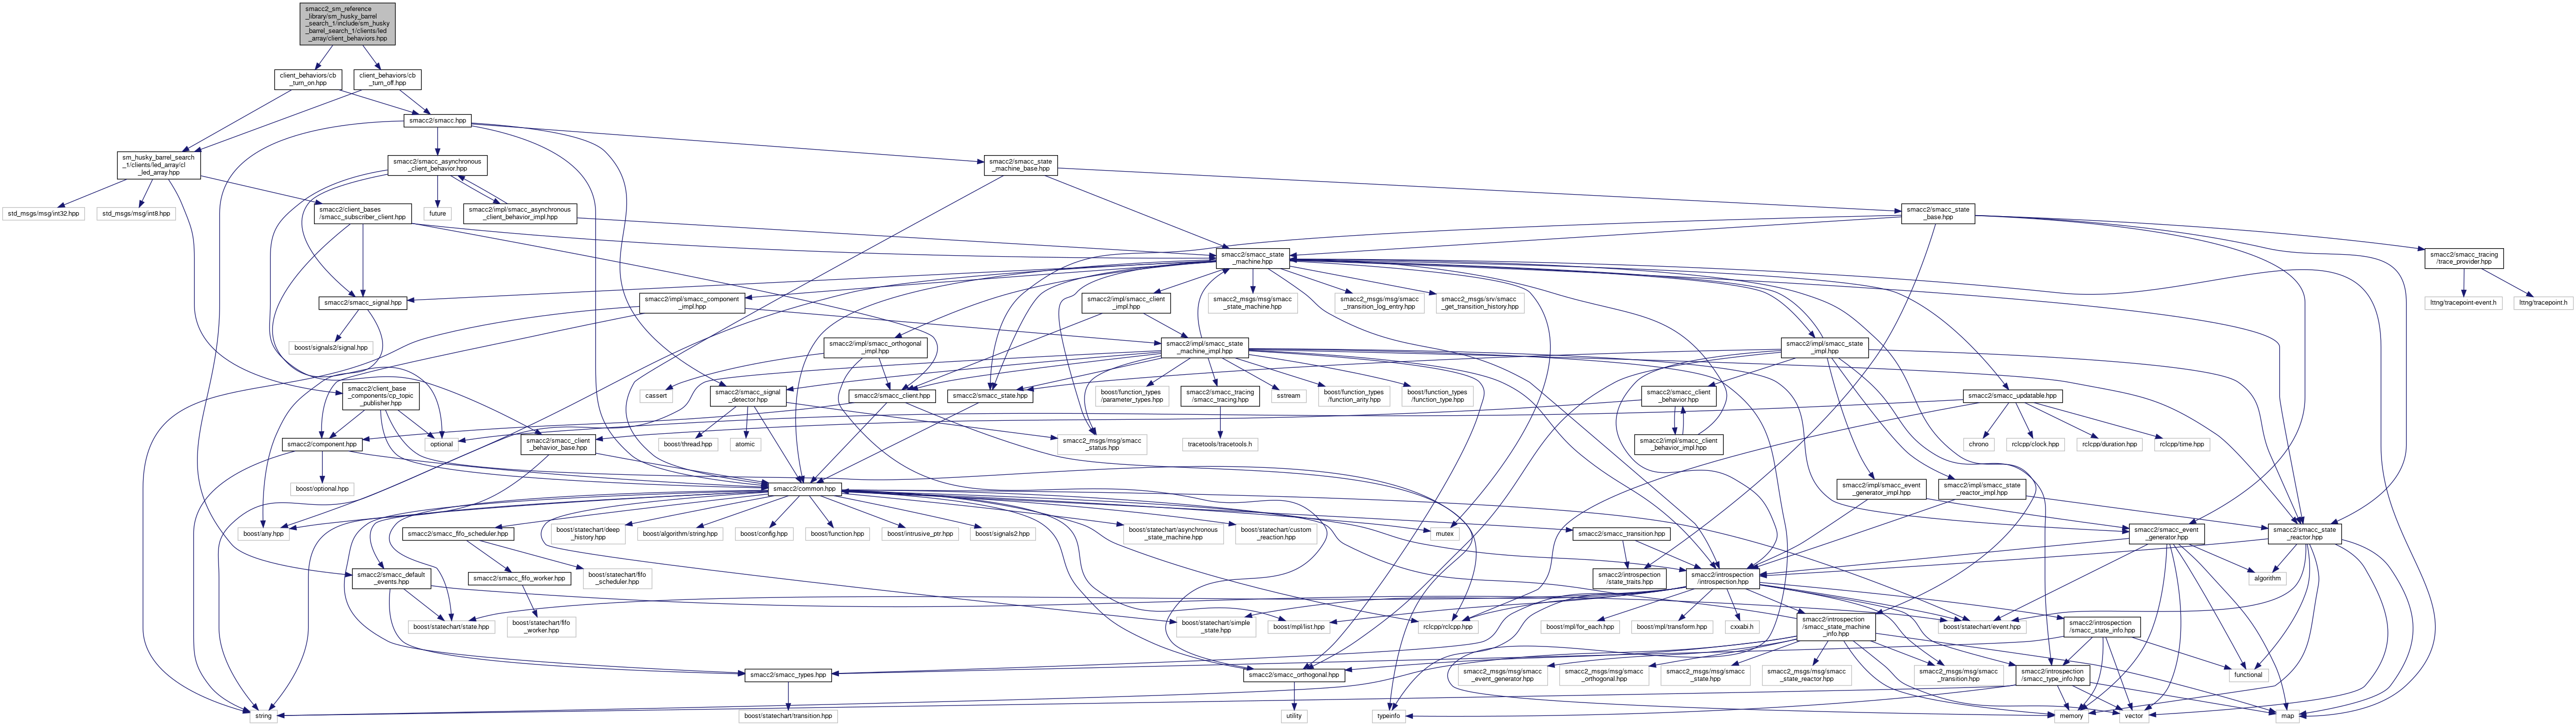 smacc2_sm_reference
_library/sm_husky_barrel
_search_1/include/sm_husky
_barrel_search_1/clients/led
_array/client_behaviors.hpp
client_behaviors/cb
_turn_on.hpp
client_behaviors/cb
_turn_off.hpp
smacc2/smacc.hpp
sm_husky_barrel_search
_1/clients/led_array/cl
_led_array.hpp
smacc2/smacc_asynchronous
_client_behavior.hpp
smacc2/smacc_state
_machine_base.hpp
std_msgs/msg/int32.hpp
std_msgs/msg/int8.hpp
smacc2/client_bases
/smacc_subscriber_client.hpp
future
smacc2/impl/smacc_asynchronous
_client_behavior_impl.hpp
smacc2/smacc_state
_base.hpp
smacc2/smacc_state
_machine.hpp
smacc2/smacc_tracing
/trace_provider.hpp
smacc2/smacc_signal.hpp
smacc2/impl/smacc_component
_impl.hpp
smacc2/impl/smacc_client
_impl.hpp
smacc2_msgs/msg/smacc
_state_machine.hpp
smacc2_msgs/msg/smacc
_transition_log_entry.hpp
smacc2_msgs/srv/smacc
_get_transition_history.hpp
lttng/tracepoint-event.h
lttng/tracepoint.h
boost/signals2/signal.hpp
smacc2/impl/smacc_orthogonal
_impl.hpp
smacc2/impl/smacc_state
_machine_impl.hpp
smacc2/impl/smacc_state
_impl.hpp
smacc2/client_base
_components/cp_topic
_publisher.hpp
cassert
smacc2/smacc_signal
_detector.hpp
smacc2/smacc_client.hpp
smacc2/smacc_state.hpp
boost/function_types
/parameter_types.hpp
smacc2/smacc_tracing
/smacc_tracing.hpp
sstream
boost/function_types
/function_arity.hpp
boost/function_types
/function_type.hpp
smacc2/smacc_client
_behavior.hpp
smacc2/smacc_updatable.hpp
smacc2/component.hpp
optional
smacc2/smacc_client
_behavior_base.hpp
boost/thread.hpp
atomic
smacc2_msgs/msg/smacc
_status.hpp
tracetools/tracetools.h
smacc2/impl/smacc_client
_behavior_impl.hpp
chrono
rclcpp/clock.hpp
rclcpp/duration.hpp
rclcpp/time.hpp
boost/optional.hpp
smacc2/common.hpp
smacc2/impl/smacc_event
_generator_impl.hpp
smacc2/impl/smacc_state
_reactor_impl.hpp
boost/any.hpp
smacc2/smacc_fifo_scheduler.hpp
boost/statechart/deep
_history.hpp
boost/algorithm/string.hpp
boost/config.hpp
boost/function.hpp
boost/intrusive_ptr.hpp
boost/signals2.hpp
boost/statechart/asynchronous
_state_machine.hpp
boost/statechart/custom
_reaction.hpp
mutex
smacc2/smacc_transition.hpp
smacc2/smacc_event
_generator.hpp
smacc2/smacc_state
_reactor.hpp
smacc2/smacc_default
_events.hpp
smacc2/smacc_fifo_worker.hpp
boost/statechart/fifo
_scheduler.hpp
smacc2/introspection
/state_traits.hpp
smacc2/introspection
/introspection.hpp
algorithm
boost/statechart/state.hpp
boost/statechart/fifo
_worker.hpp
boost/statechart/simple
_state.hpp
boost/mpl/list.hpp
rclcpp/rclcpp.hpp
boost/mpl/for_each.hpp
boost/mpl/transform.hpp
cxxabi.h
smacc2/introspection
/smacc_state_machine
_info.hpp
boost/statechart/event.hpp
smacc2/introspection
/smacc_state_info.hpp
smacc2/smacc_types.hpp
smacc2/smacc_orthogonal.hpp
smacc2_msgs/msg/smacc
_event_generator.hpp
smacc2_msgs/msg/smacc
_orthogonal.hpp
smacc2_msgs/msg/smacc
_state.hpp
smacc2_msgs/msg/smacc
_state_reactor.hpp
smacc2_msgs/msg/smacc
_transition.hpp
smacc2/introspection
/smacc_type_info.hpp
functional
string
boost/statechart/transition.hpp
utility
typeinfo
memory
vector
map